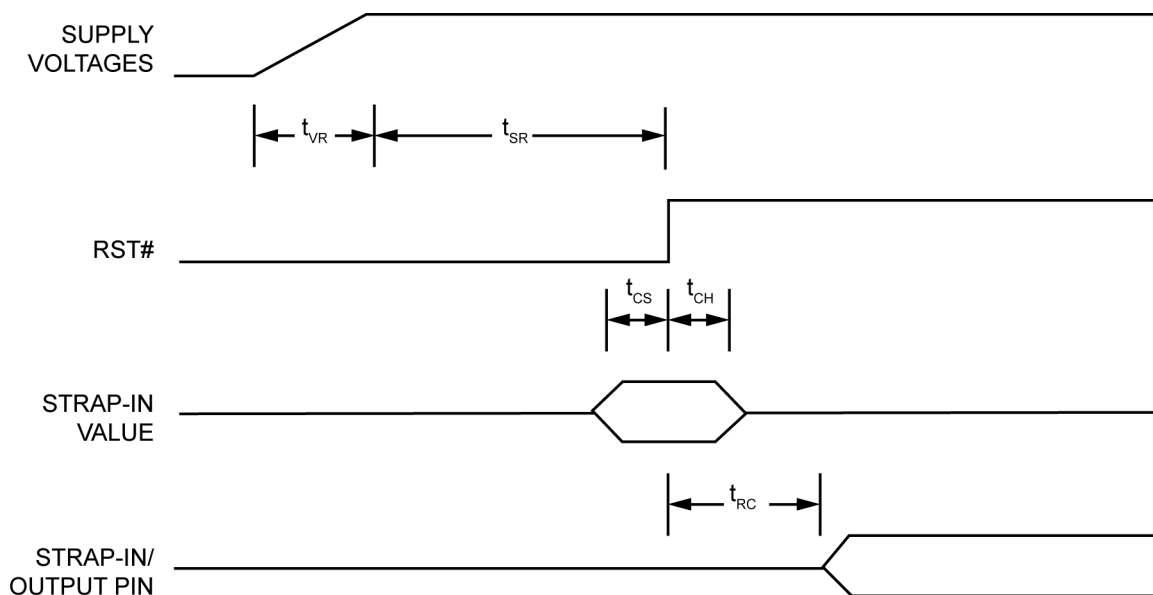 SUPPLY
VOLTAGES
tVR
tSR
RST#
tCS
tCH
STRAP-IN
VALUE
tRC
STRAP-IN/
OUTPUT PIN